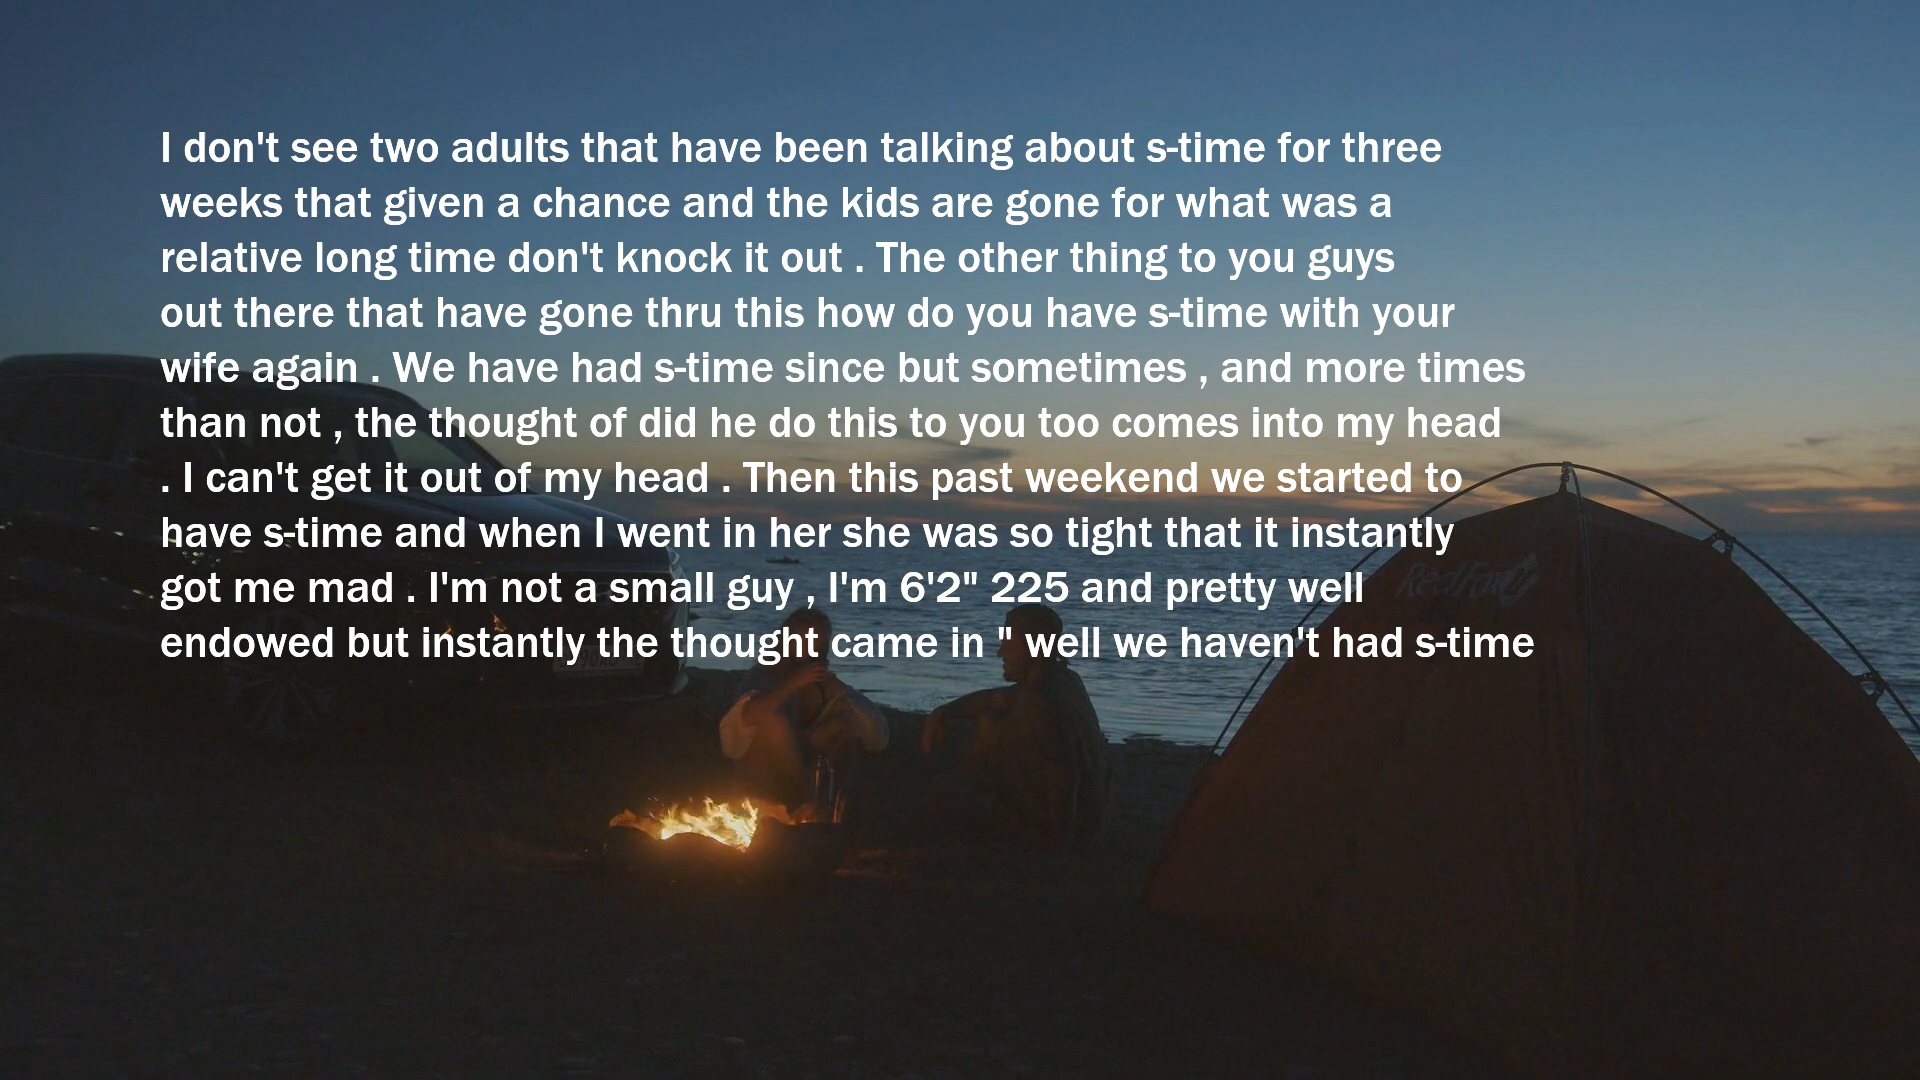 I don't see two adults that have been talking about s-time for three
weeks that given a chance and the kids are gone for what was a
relative long time don't knock it out . The other thing to you guys
out there that have gone thru this how do you have s-time with your
wife again . We have had s-time since but sometimes , and more times
than not , the thought of did he do this to you too comes into my head
. I can't get it out of my head . Then this past weekend we started to
have s-time and when I went in her she was so tight that it instantly
got me mad . I'm not a small guy , I'm 6'2" 225 and pretty well
endowed but instantly the thought came in " well we haven't had s-time
RedFox